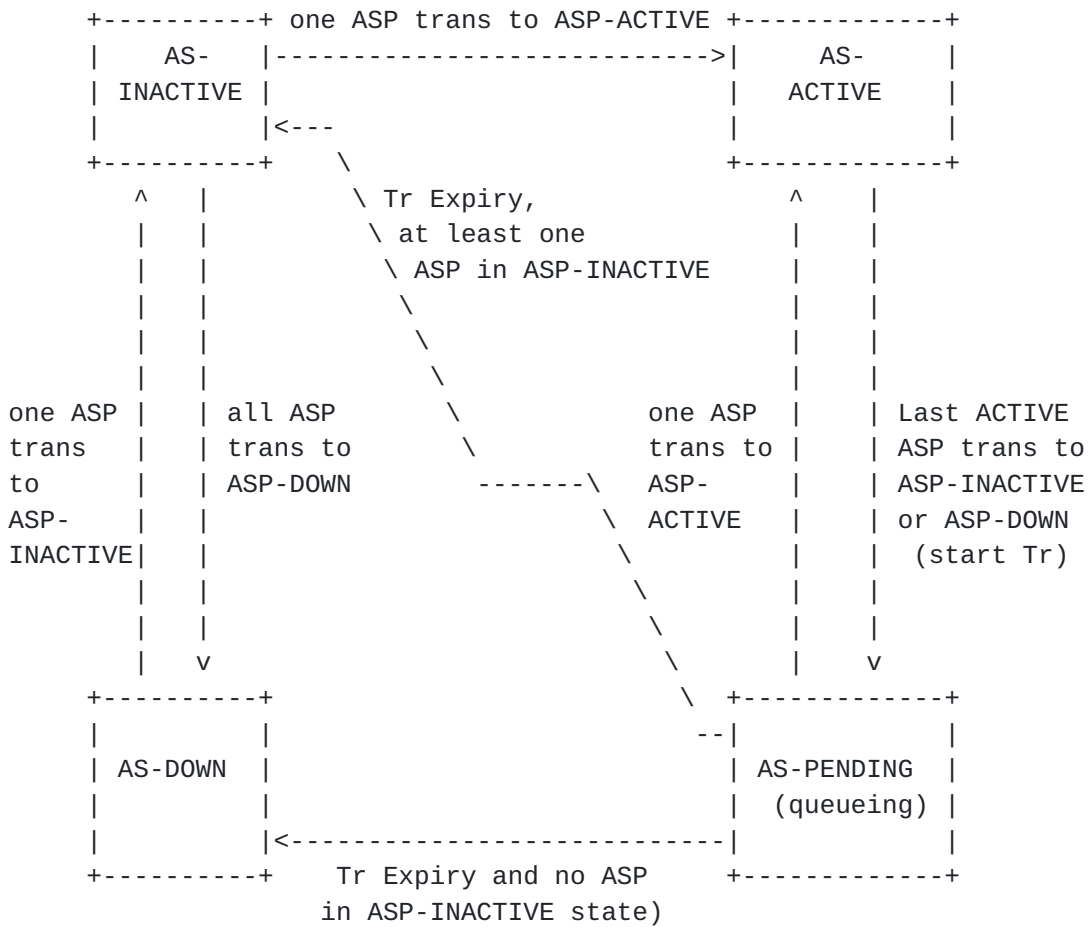 +----------+ one ASP trans to ASP-ACTIVE +-------------+
|    AS-   |---------------------------->|     AS-     |
| INACTIVE |                             |   ACTIVE    |
|          |<---                         |             |
+----------+    \                        +-------------+
   ^   |         \ Tr Expiry,                ^    |
   |   |          \ at least one             |    |
   |   |           \ ASP in ASP-INACTIVE     |    |
   |   |            \                        |    |
   |   |             \                       |    |
   |   |              \                      |    |
one ASP |   | all ASP       \            one ASP  |    | Last ACTIVE
trans   |   | trans to       \           trans to |    | ASP trans to
to      |   | ASP-DOWN        -------\   ASP-     |    | ASP-INACTIVE
ASP-    |   |                         \  ACTIVE   |    | or ASP-DOWN
INACTIVE|   |                          \          |    |  (start Tr)
   |   |                          \          |    |
   |   |                           \         |    |
   |   v                            \        |    v
+----------+                          \  +-------------+
|          |                           --|             |
| AS-DOWN  |                             | AS-PENDING  |
|          |                             |  (queueing) |
|          |<----------------------------|             |
+----------+    Tr Expiry and no ASP     +-------------+
in ASP-INACTIVE state)